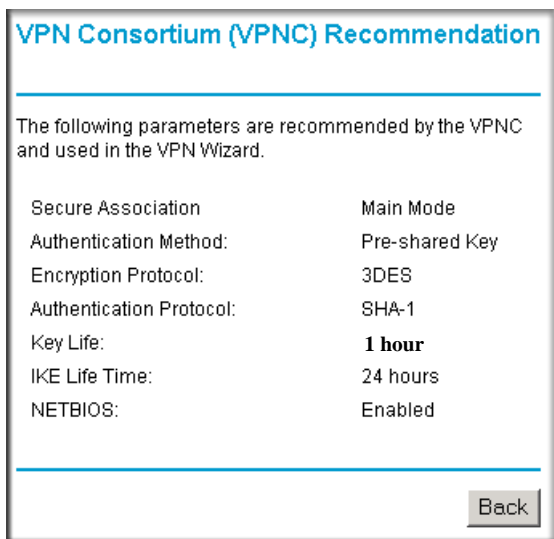 VPN Consortium (VPNC) Recommendation
The following parameters are recommended by the VPNC
and used in the VPN Wizard.
Secure Association Main Mode
Authentication Method: Pre-shared Key
Encryption Protocol: 3DES
Authentication Protocol: SHA-1
Key Life: 1 hour
IKE Life Time: 24 hours
NETBIOS: Enabled
Back